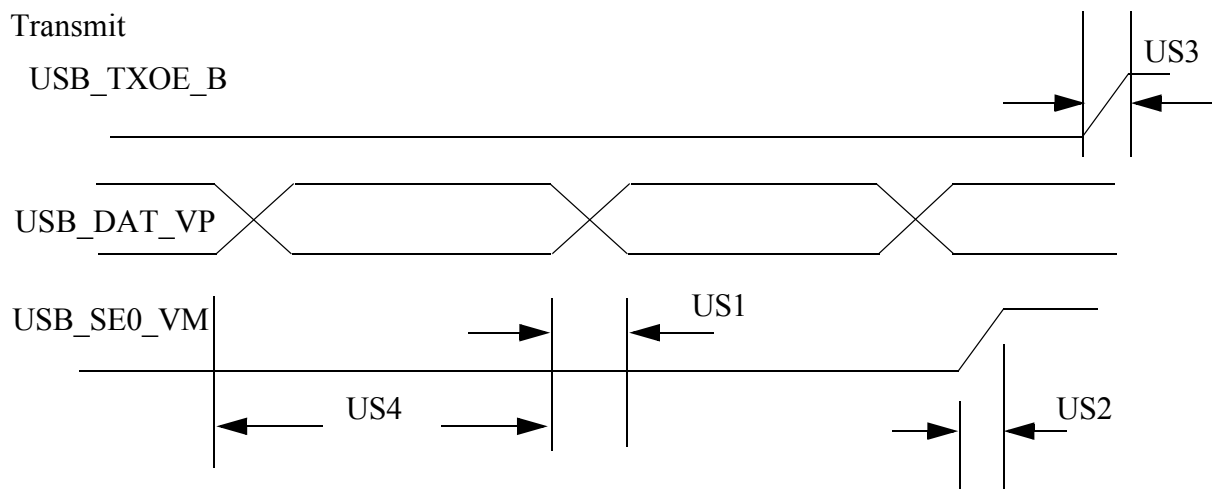 Transmit
USB_TXOE_B
US3
USB_DAT_VP
USB_SE0_VM
US1
US4
US2